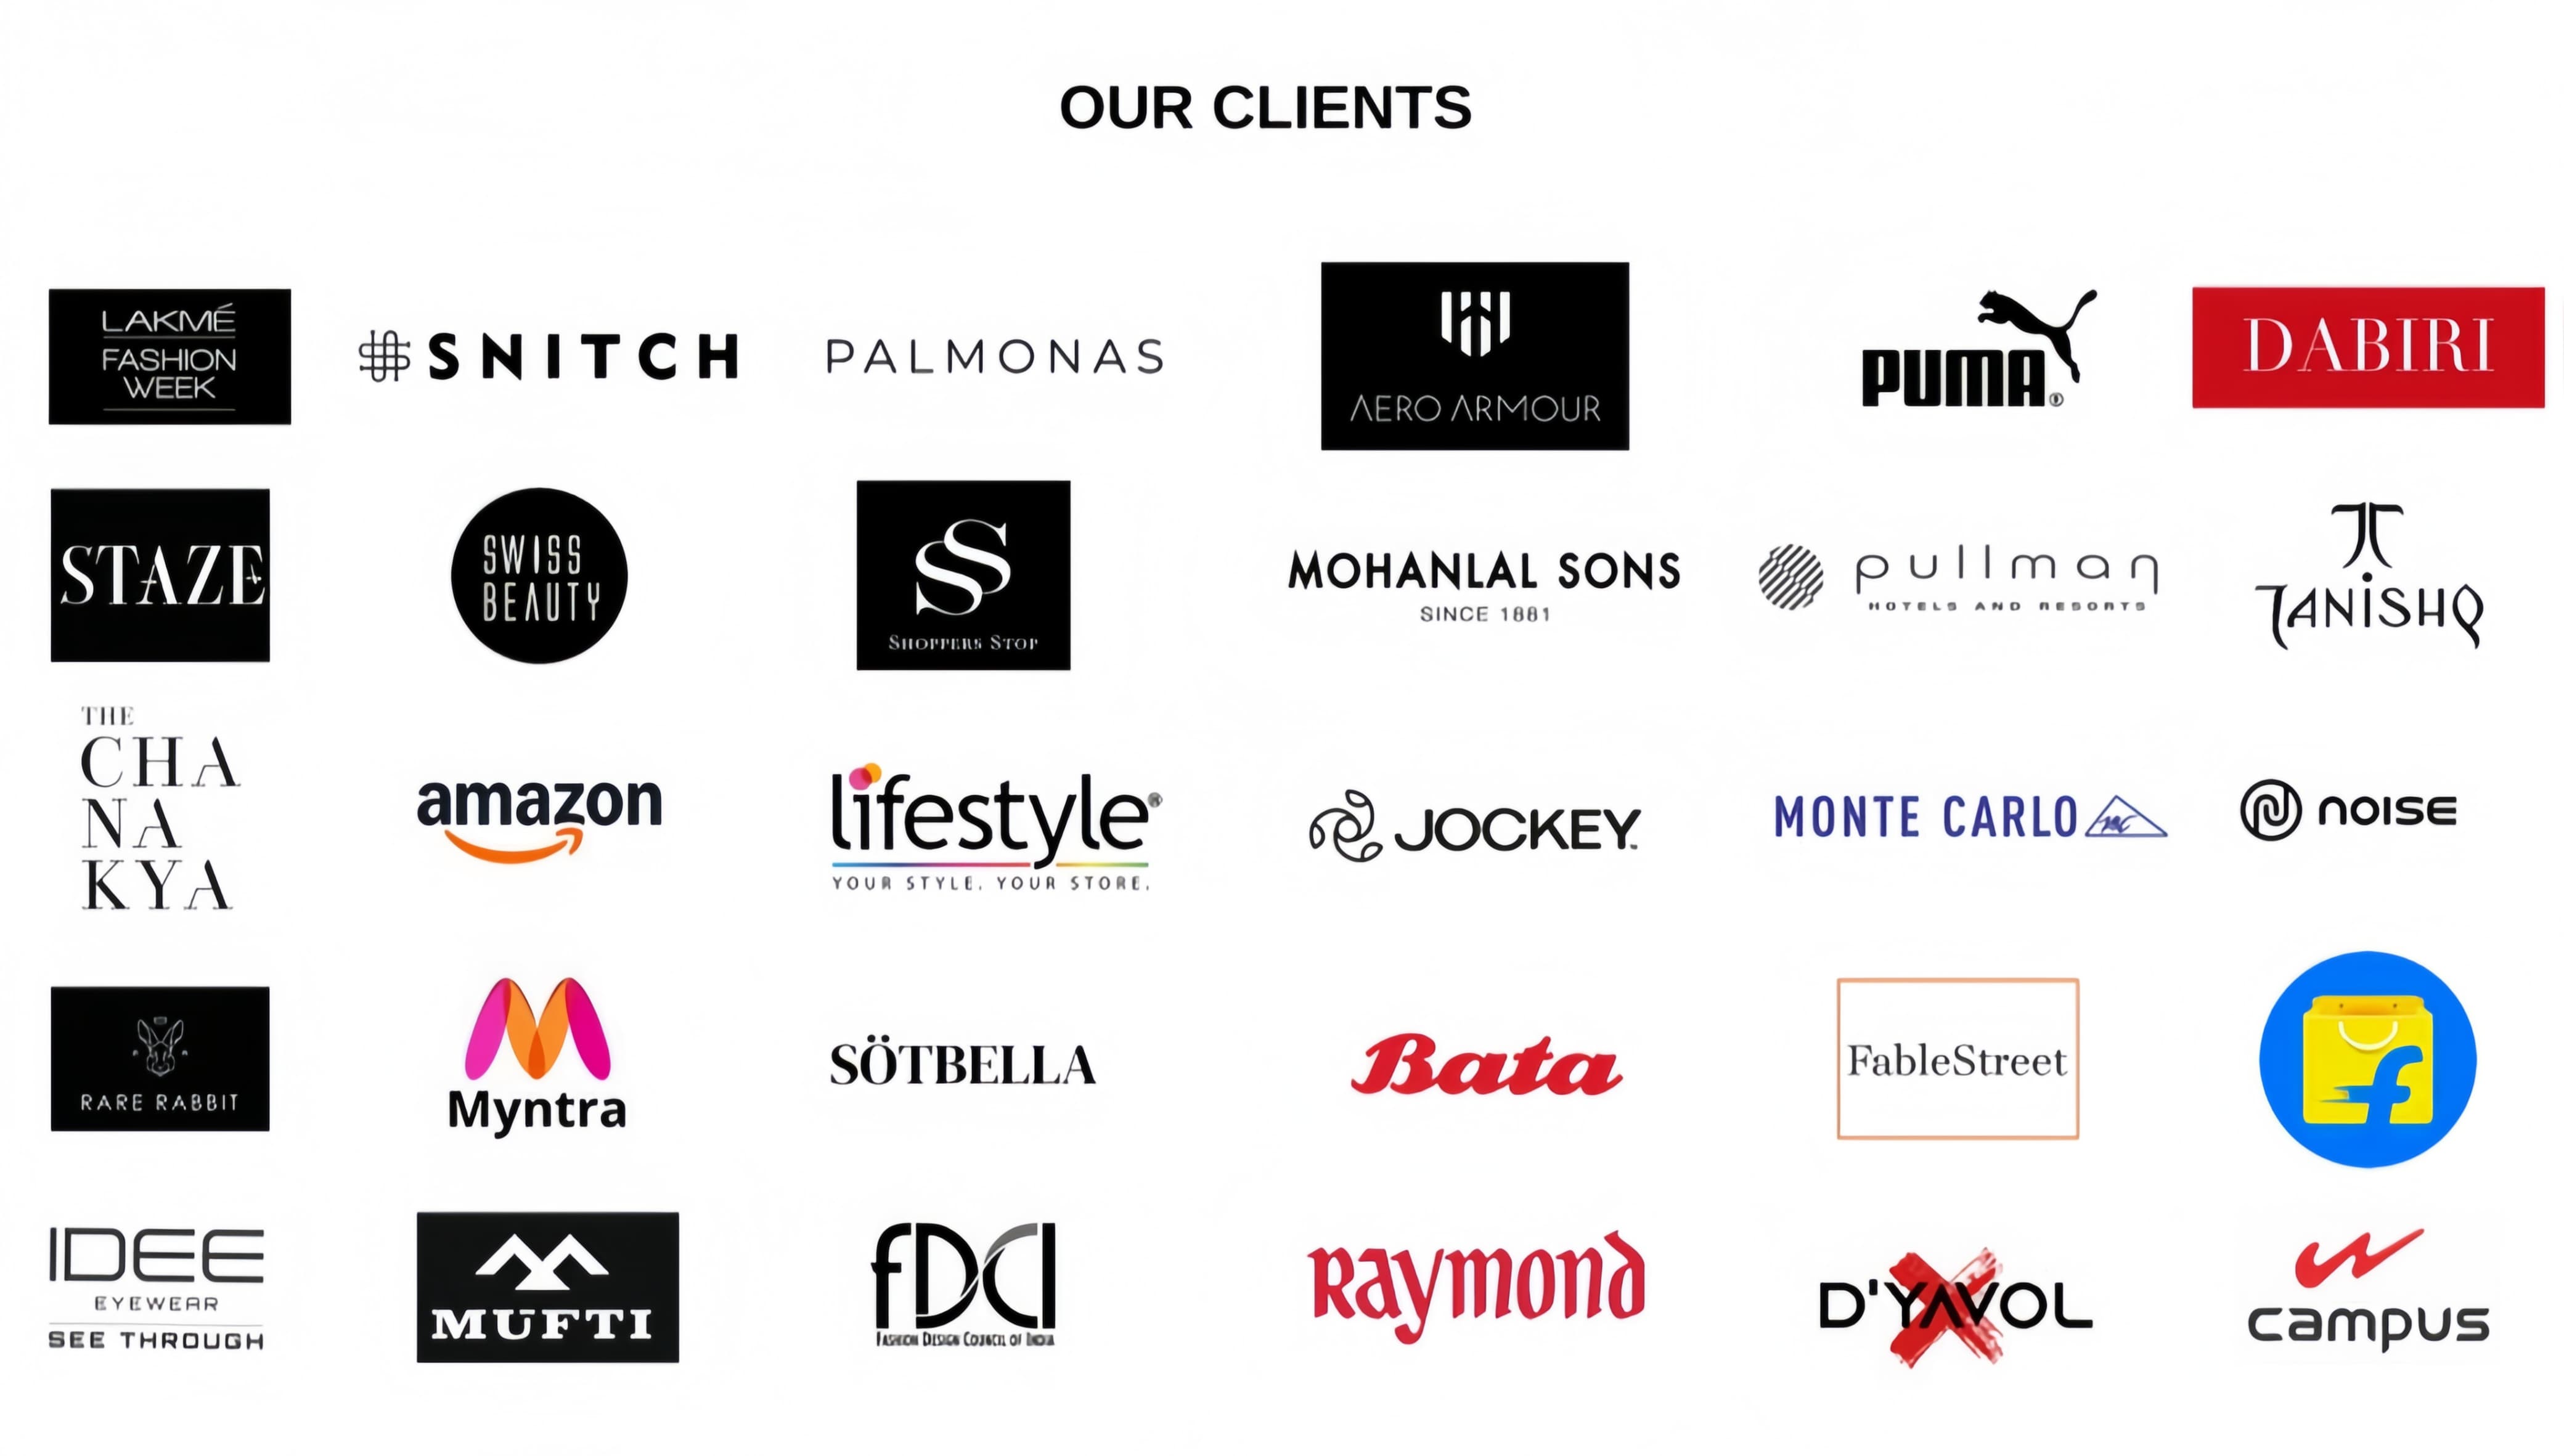 OUR CLIENTS
LAKMÉ
FASHION
WEEK
SNITCH
PALMONAS
AERO ARMOUR
PUMA
DABIRI
STAZE
SWISS
BEAUTY
SS
SHOPPERS STOP
MOHANLAL SONS
SINCE 1881
pullman
HOTELS AND RESORTS
TANISHQ
THE
CHA
NA
KYA
amazon
lifestyle®
YOUR STYLE. YOUR STORE.
JOCKEY
MONTE CARLO
NOISE
RARE RABBIT
Myntra
SÖTBELLA
Bata
FableStreet
f
IDEE
EYEWEAR
SEE THROUGH
MUFTI
fDCI
FASHION DESIGN COUNCIL OF INDIA
Raymond
D'YAVOL
X
campus